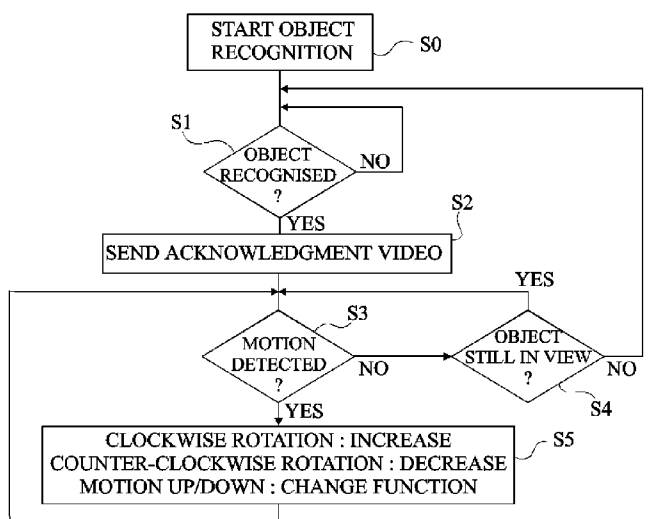 START OBJECT
RECOGNITION
S0
S1
OBJECT
RECOGNISED
?
NO
YES
S2
SEND ACKNOWLEDGMENT VIDEO
YES
S3
MOTION
DETECTED
?
NO
OBJECT
STILL IN VIEW
?
NO
S4
YES
CLOCKWISE ROTATION : INCREASE
COUNTER-CLOCKWISE ROTATION : DECREASE
MOTION UP/DOWN : CHANGE FUNCTION
S5